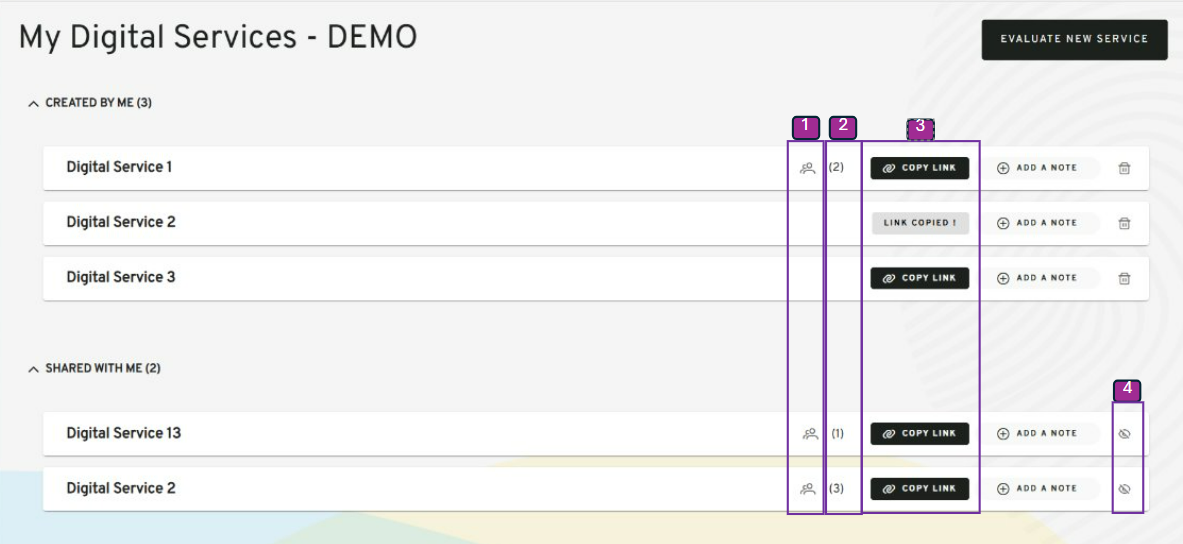 My Digital Services - DEMO
EVALUATE NEW SERVICE
CREATED BY ME (3)
1 2 3
Digital Service 1 (2) COPY LINK ADD A NOTE
Digital Service 2 LINK COPIED ! ADD A NOTE
Digital Service 3 COPY LINK ADD A NOTE
SHARED WITH ME (2)
4
Digital Service 13 (1) COPY LINK ADD A NOTE
Digital Service 2 (3) COPY LINK ADD A NOTE